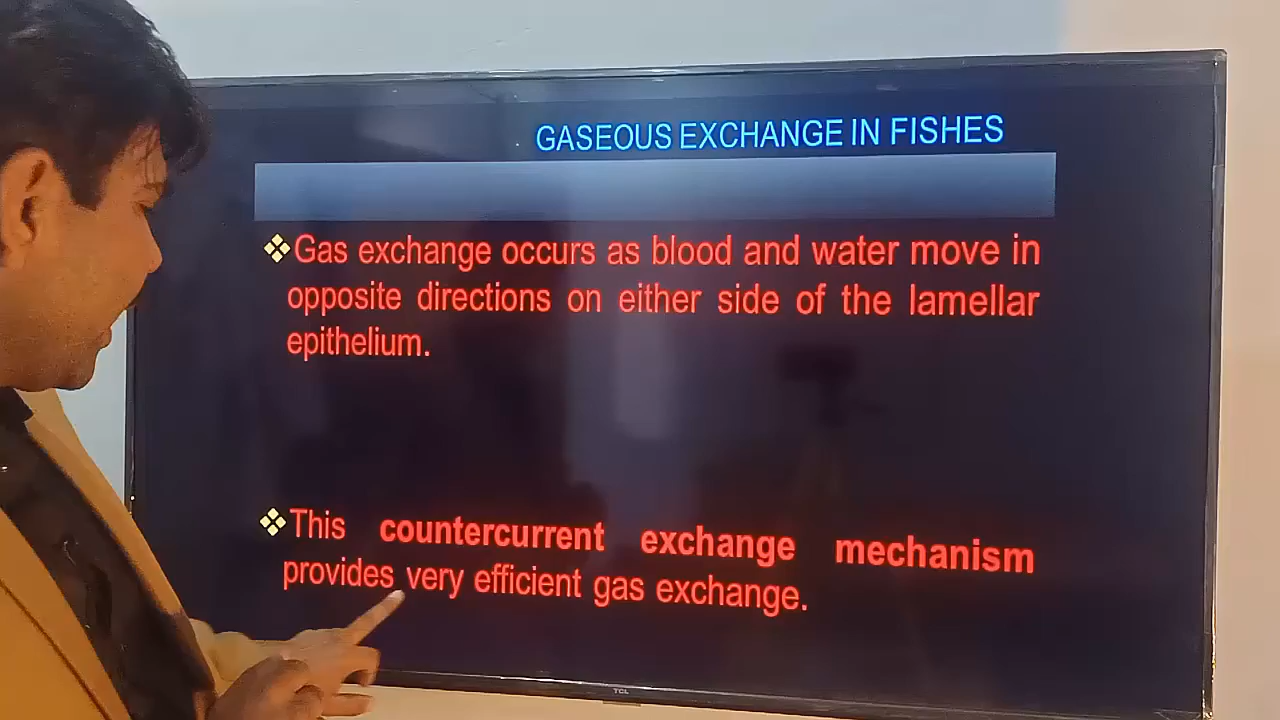 GASEOUS EXCHANGE IN FISHES
Gas exchange occurs as blood and water move in
opposite directions on either side of the lamellar
epithelium.
This countercurrent exchange mechanism
provides very efficient gas exchange.
TCL